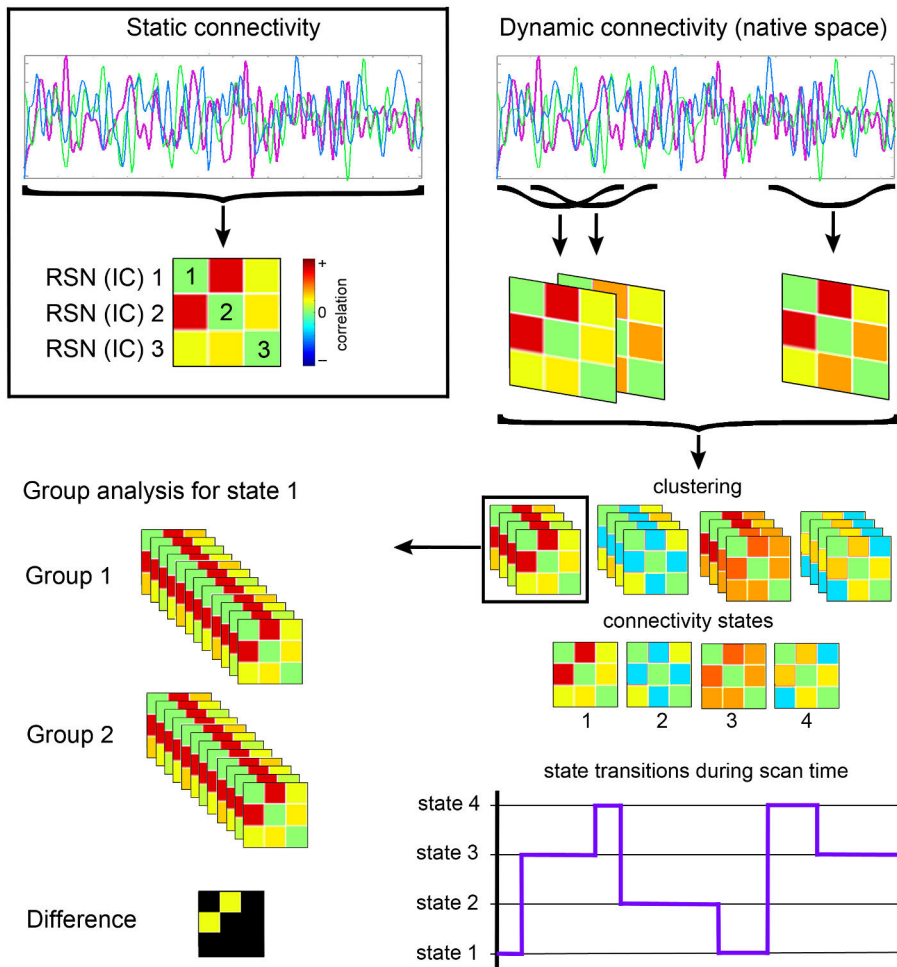 Static connectivity
RSN (IC) 1
RSN (IC) 2
RSN (IC) 3
1
2
3
+
0
–
correlation
Dynamic connectivity (native space)
clustering
connectivity states
1 2 3 4
Group analysis for state 1
Group 1
Group 2
Difference
state transitions during scan time
state 4
state 3
state 2
state 1